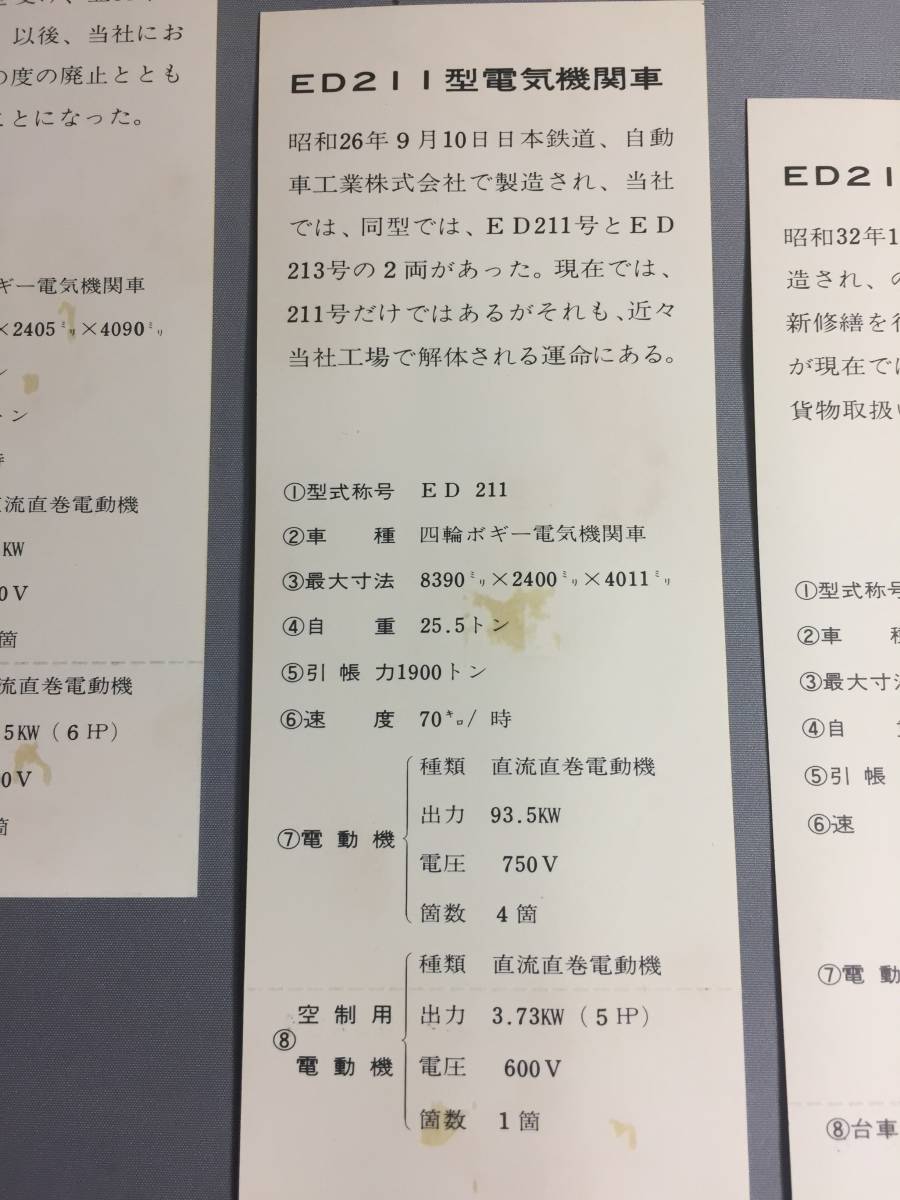 以後、当社にお
の度の廃止ととも
ことになった。
ギー電気機関車
×2405ミリ×4090ミリ
トン
直流直巻電動機
KW
0V
箇
流直巻電動機
5KW(6HP)
0V
箇
ED211型電気機関車
昭和26年9月10日日本鉄道、自動
車工業株式会社で製造され、当社
では、同型では、ED211号とED
213号の2両があった。現在では、
211号だけではあるがそれも、近々
当社工場で解体される運命にある。
①型式称号 ED 211
②車種 四輪ボギー電気機関車
③最大寸法 8390ミリ×2400ミリ×4011ミリ
④自重 25.5トン
⑤引帳力1900トン
⑥速度 70キロ/時
⑦電動機
種類 直流直巻電動機
出力 93.5KW
電圧 750V
箇数 4箇
⑧空制用
電動機
種類 直流直巻電動機
出力 3.73KW(5HP)
電圧 600V
箇数 1箇
ED21
昭和32年1
造され、の
新修繕を行
が現在では
貨物取扱い
①型式称号
②車種
③最大寸法
④自
⑤引帳
⑥速
⑦電動
⑧台車